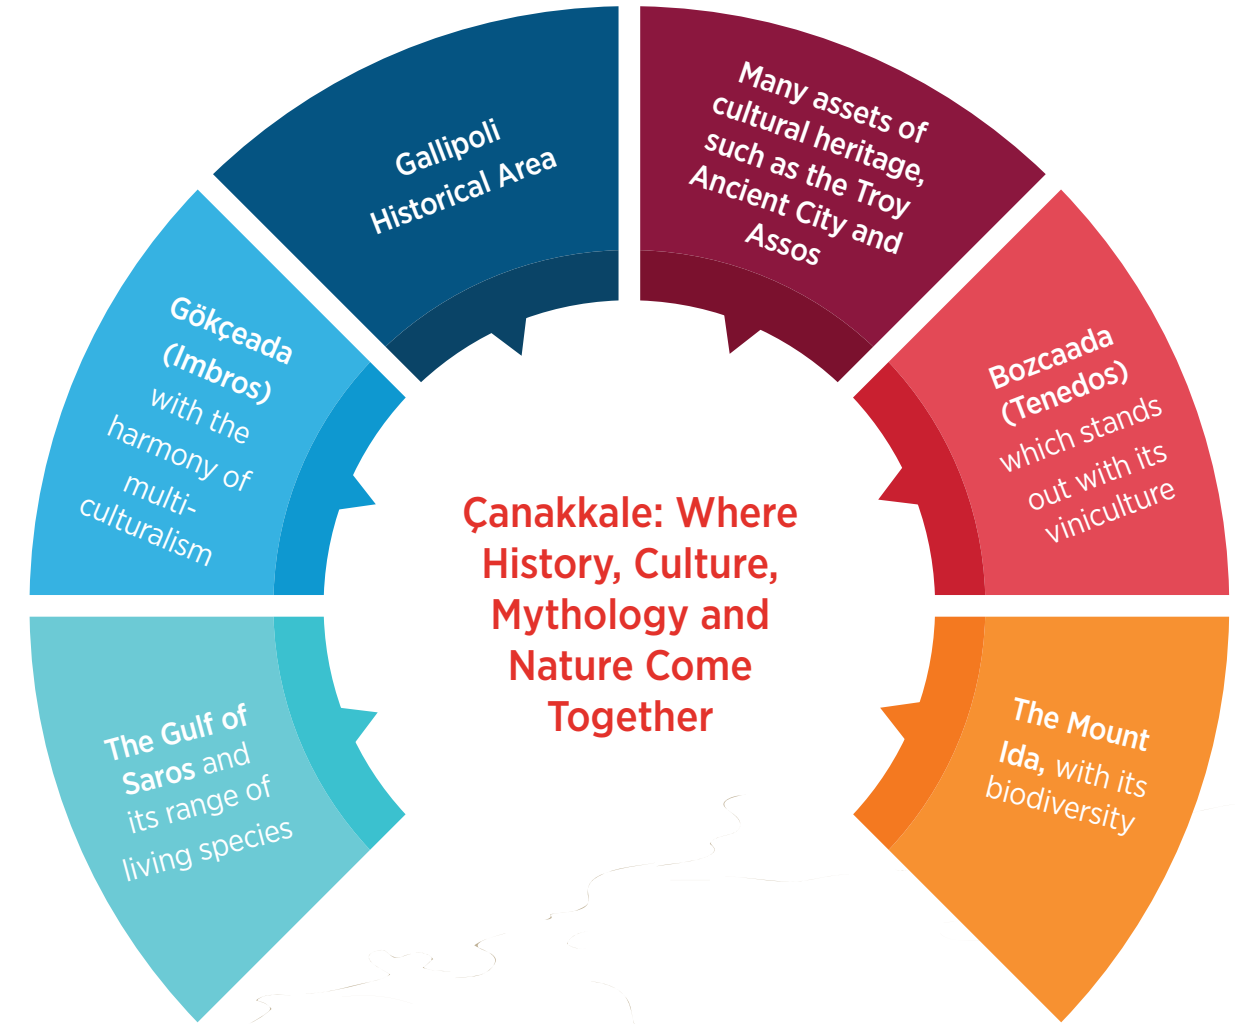 Gallipoli
Historical Area
Many assets of
cultural heritage,
such as the Troy
Ancient City and
Assos
Gökçeada
(Imbros)
with the
harmony of
multi-
culturalism
Bozcaada
(Tenedos)
which stands
out with its
viniculture
Çanakkale: Where
History, Culture,
Mythology and
Nature Come
Together
The Gulf of
Saros and
its range of
living species
The Mount
Ida, with its
biodiversity